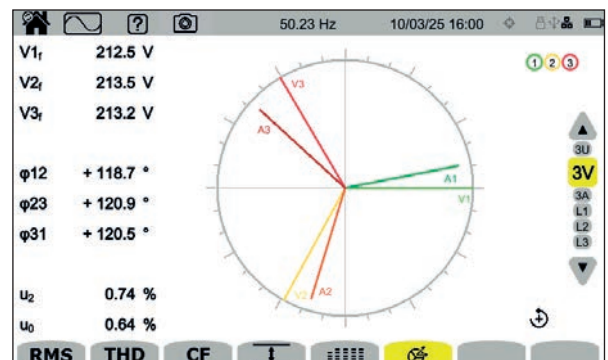 ? 50.23 Hz 10/03/25 16:00
V1f 212.5 V
V2f 213.5 V
V3f 213.2 V
φ12 + 118.7 °
φ23 + 120.9 °
φ31 + 120.5 °
u2 0.74 %
u0 0.64 %
V3
A3
A1
V1
V2
A2
1 2 3
3U
3V
3A
L1
L2
L3
RMS THD CF